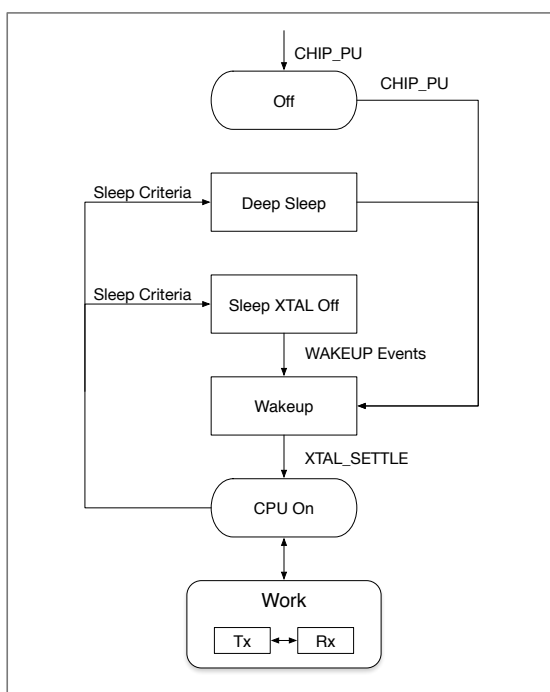 CHIP_PU
CHIP_PU
Off
Sleep Criteria
Deep Sleep
Sleep Criteria
Sleep XTAL Off
WAKEUP Events
Wakeup
XTAL_SETTLE
CPU On
Work
Tx
Rx